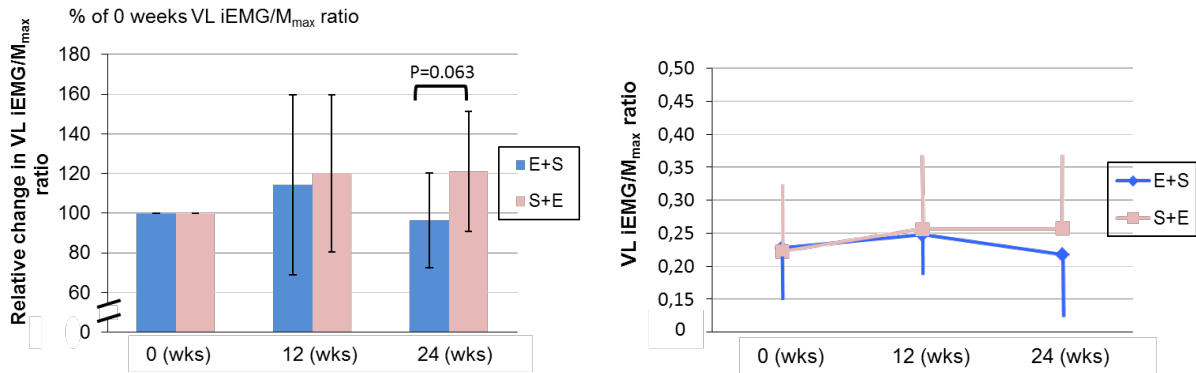 % of 0 weeks VL iEMG/Mmax ratio
Relative change in VL iEMG/Mmax
ratio
180
160
140
120
100
80
60
0
P=0.063
E+S
S+E
0 (wks)
12 (wks)
24 (wks)
VL iEMG/Mmax ratio
0,50
0,45
0,40
0,35
0,30
0,25
0,20
0,15
0
E+S
S+E
0 (wks)
12 (wks)
24 (wks)